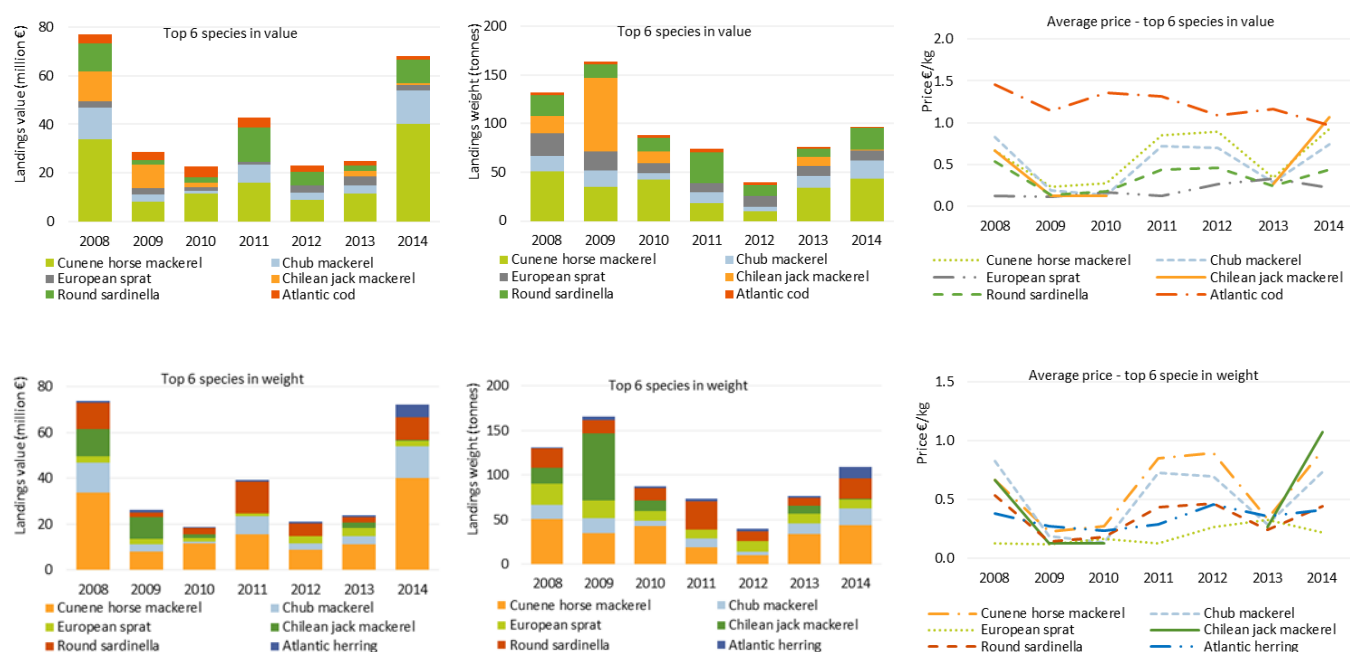 Top 6 species in value
Landings value (million €)
80
60
40
20
0
2008 2009 2010 2011 2012 2013 2014
Cunene horse mackerel Chub mackerel
European sprat Chilean jack mackerel
Round sardinella Atlantic cod
Top 6 species in value
Landings weight (tonnes)
200
150
100
50
0
2008 2009 2010 2011 2012 2013 2014
Cunene horse mackerel Chub mackerel
European sprat Chilean jack mackerel
Round sardinella Atlantic cod
Average price - top 6 species in value
Price €/kg
2.0
1.5
1.0
0.5
0.0
2008 2009 2010 2011 2012 2013 2014
Cunene horse mackerel Chub mackerel
European sprat Chilean jack mackerel
Round sardinella Atlantic cod
Top 6 species in weight
Landings value (million €)
80
60
40
20
0
2008 2009 2010 2011 2012 2013 2014
Cunene horse mackerel Chub mackerel
European sprat Chilean jack mackerel
Round sardinella Atlantic herring
Top 6 species in weight
Landings weight (tonnes)
200
150
100
50
0
2008 2009 2010 2011 2012 2013 2014
Cunene horse mackerel Chub mackerel
European sprat Chilean jack mackerel
Round sardinella Atlantic herring
Average price - top 6 specie in weight
Price €/kg
1.5
1.0
0.5
0.0
2008 2009 2010 2011 2012 2013 2014
Cunene horse mackerel Chub mackerel
European sprat Chilean jack mackerel
Round sardinella Atlantic herring